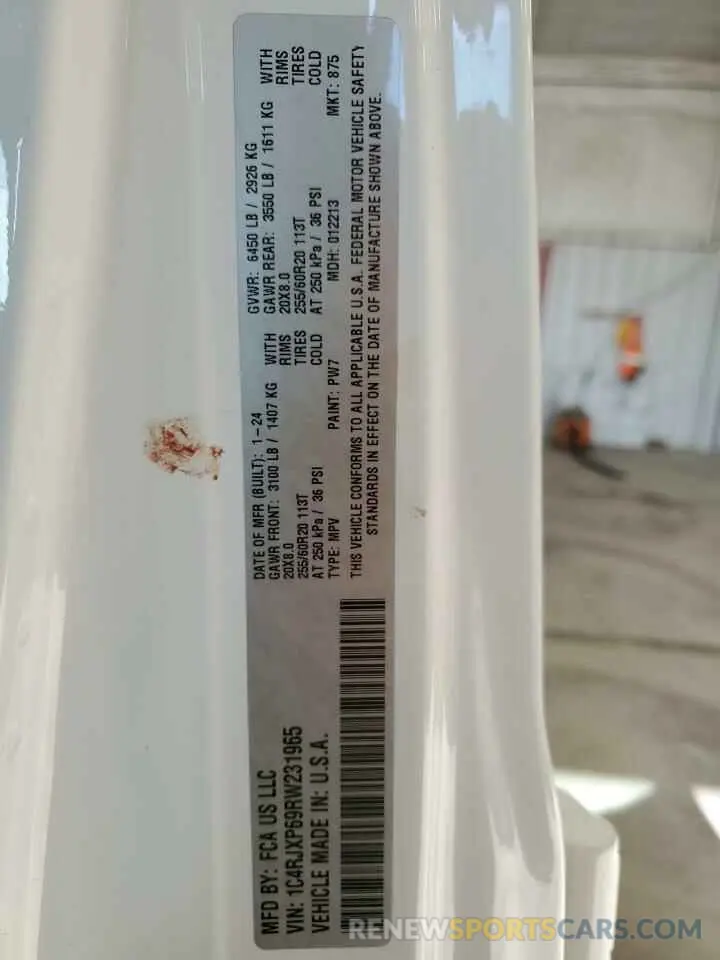 MFD BY: FCA US LLC
VIN: 1C4RJXP69RW231965
VEHICLE MADE IN: U.S.A.
DATE OF MFR (BUILT): 1-24 GVWR: 6450 LB / 2926 KG
GAWR FRONT: 3100 LB / 1407 KG WITH GAWR REAR: 3550 LB / 1611 KG WITH
20X8.0 RIMS 20X8.0 RIMS
255/60R20 113T TIRES 255/60R20 113T TIRES
AT 250 kPa / 36 PSI COLD AT 250 kPa / 36 PSI COLD
TYPE: MPV PAINT: PW7 MDH: 012213 MKT: 875
THIS VEHICLE CONFORMS TO ALL APPLICABLE U.S.A. FEDERAL MOTOR VEHICLE SAFETY
STANDARDS IN EFFECT ON THE DATE OF MANUFACTURE SHOWN ABOVE.
RENEWSPORTSCARS.COM